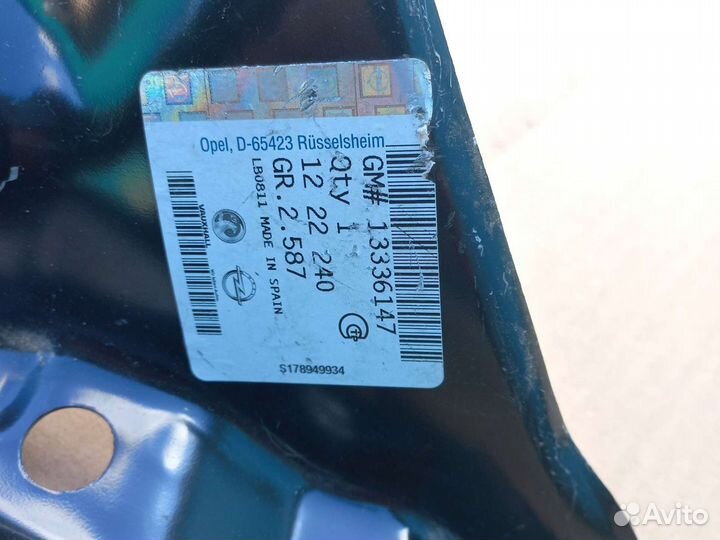 Opel, D-65423 Rüsselsheim
GM# 13336147
Qty 1
12 22 240
GR.2.587
LB0811 MADE IN SPAIN
VAUXHALL
S178949934
Avito